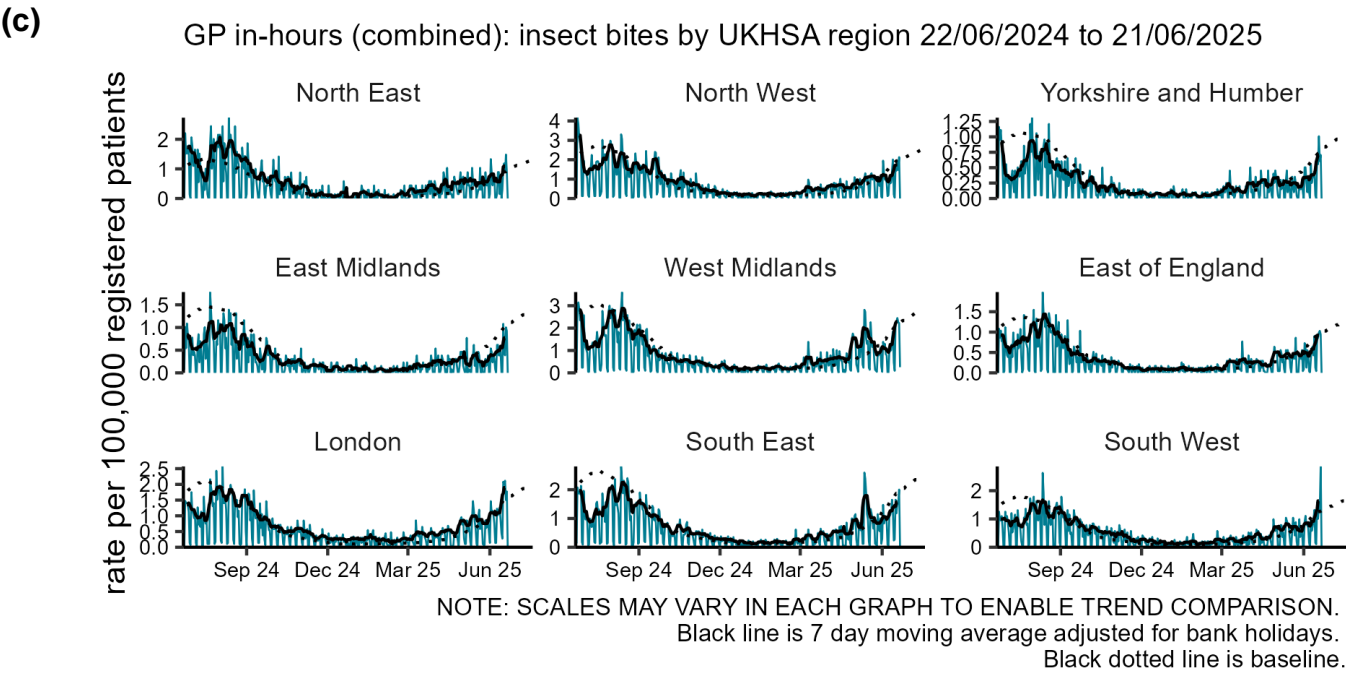 (c)
GP in-hours (combined): insect bites by UKHSA region 22/06/2024 to 21/06/2025
rate per 100,000 registered patients
North East
2
1
0
North West
4
3
2
1
0
Yorkshire and Humber
1.25
1.00
0.75
0.50
0.25
0.00
East Midlands
1.5
1.0
0.5
0.0
West Midlands
3
2
1
0
East of England
1.5
1.0
0.5
0.0
London
2.5
2.0
1.5
1.0
0.5
0.0
Sep 24 Dec 24 Mar 25 Jun 25
South East
2
1
0
Sep 24 Dec 24 Mar 25 Jun 25
South West
2
1
0
Sep 24 Dec 24 Mar 25 Jun 25
NOTE: SCALES MAY VARY IN EACH GRAPH TO ENABLE TREND COMPARISON.
Black line is 7 day moving average adjusted for bank holidays.
Black dotted line is baseline.